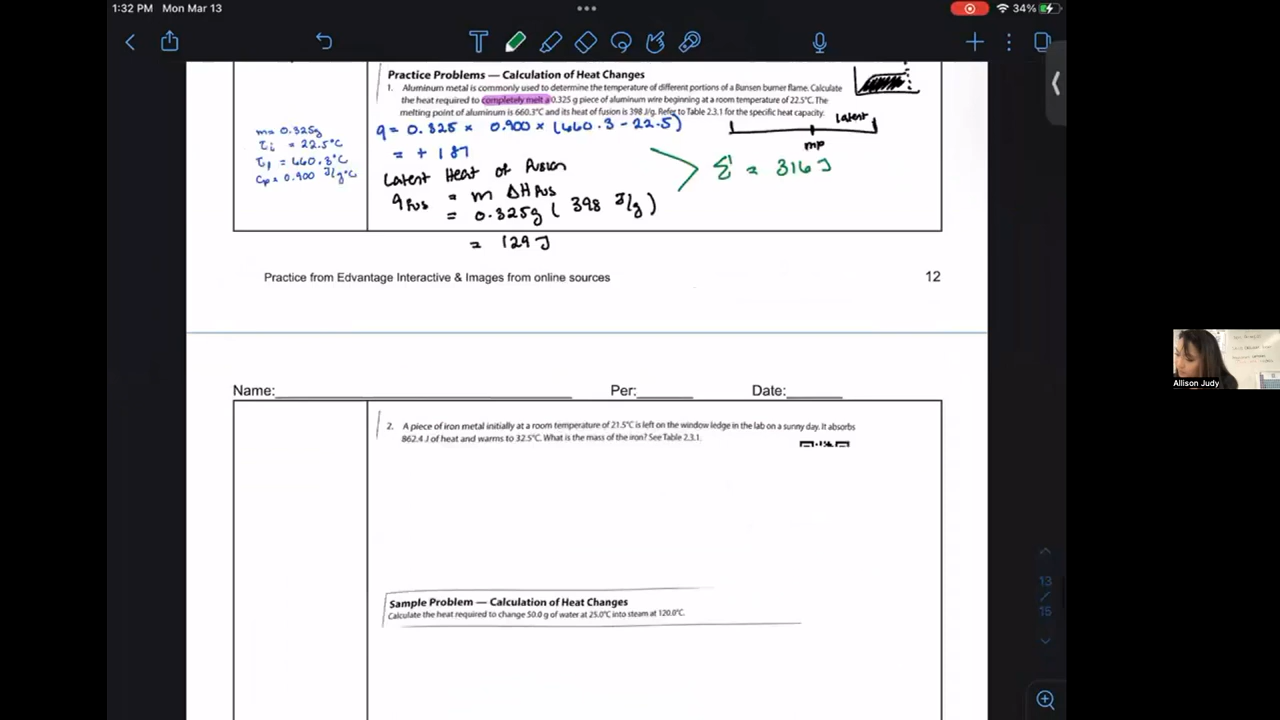 1:32 PM Mon Mar 13
34%
Practice Problems — Calculation of Heat Changes
1. Aluminum metal is commonly used to determine the temperature of different portions of a Bunsen burner flame. Calculate
the heat required to completely melt a 0.325 g piece of aluminum wire beginning at a room temperature of 22.5°C. The
melting point of aluminum is 660.3°C and its heat of fusion is 398 J/g. Refer to Table 2.3.1 for the specific heat capacity.
m= 0.325g
Ti = 22.5°C
Tf = 660.3°C
Cp = 0.900 J/g°C
q = 0.325 × 0.900 × (660.3 - 22.5)
= + 187
Latent Heat of Fusion
qFus = m ΔHFus
= 0.325g ( 398 J/g )
= 129 J
Latent
mp
Σ = 316 J
Practice from Edvantage Interactive & Images from online sources
12
Name: Per: Date:
2. A piece of iron metal initially at a room temperature of 21.5°C is left on the window ledge in the lab on a sunny day. It absorbs
862.4 J of heat and warms to 32.5°C. What is the mass of the iron? See Table 2.3.1.
Sample Problem — Calculation of Heat Changes
Calculate the heat required to change 50.0 g of water at 25.0°C into steam at 120.0°C.
13
/
15
Allison Judy